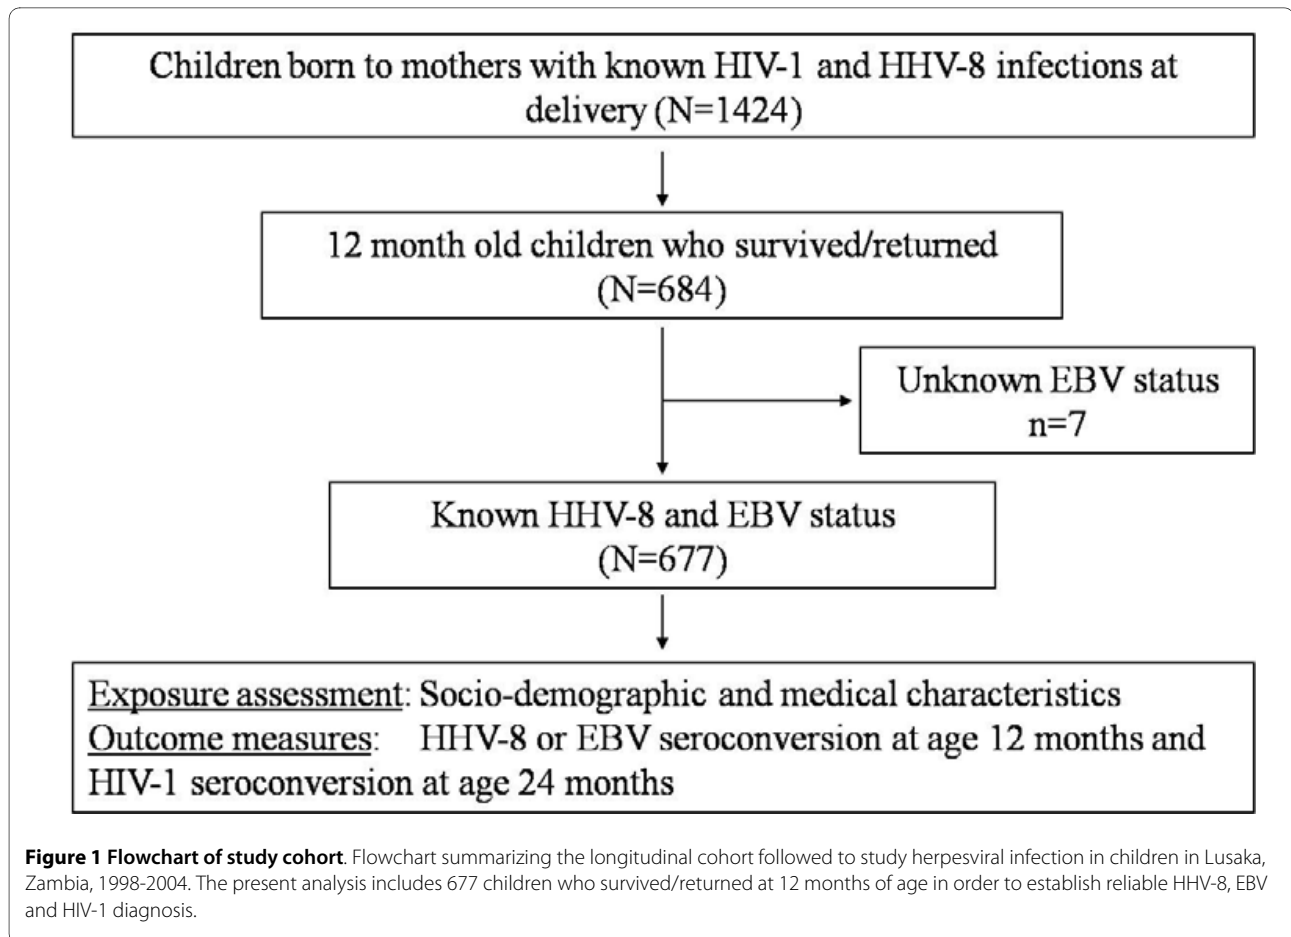 Children born to mothers with known HIV-1 and HHV-8 infections at
delivery (N=1424)
12 month old children who survived/returned
(N=684)
Unknown EBV status
n=7
Known HHV-8 and EBV status
(N=677)
Exposure assessment: Socio-demographic and medical characteristics
Outcome measures: HHV-8 or EBV seroconversion at age 12 months and
HIV-1 seroconversion at age 24 months
Figure 1 Flowchart of study cohort. Flowchart summarizing the longitudinal cohort followed to study herpesviral infection in children in Lusaka,
Zambia, 1998-2004. The present analysis includes 677 children who survived/returned at 12 months of age in order to establish reliable HHV-8, EBV
and HIV-1 diagnosis.